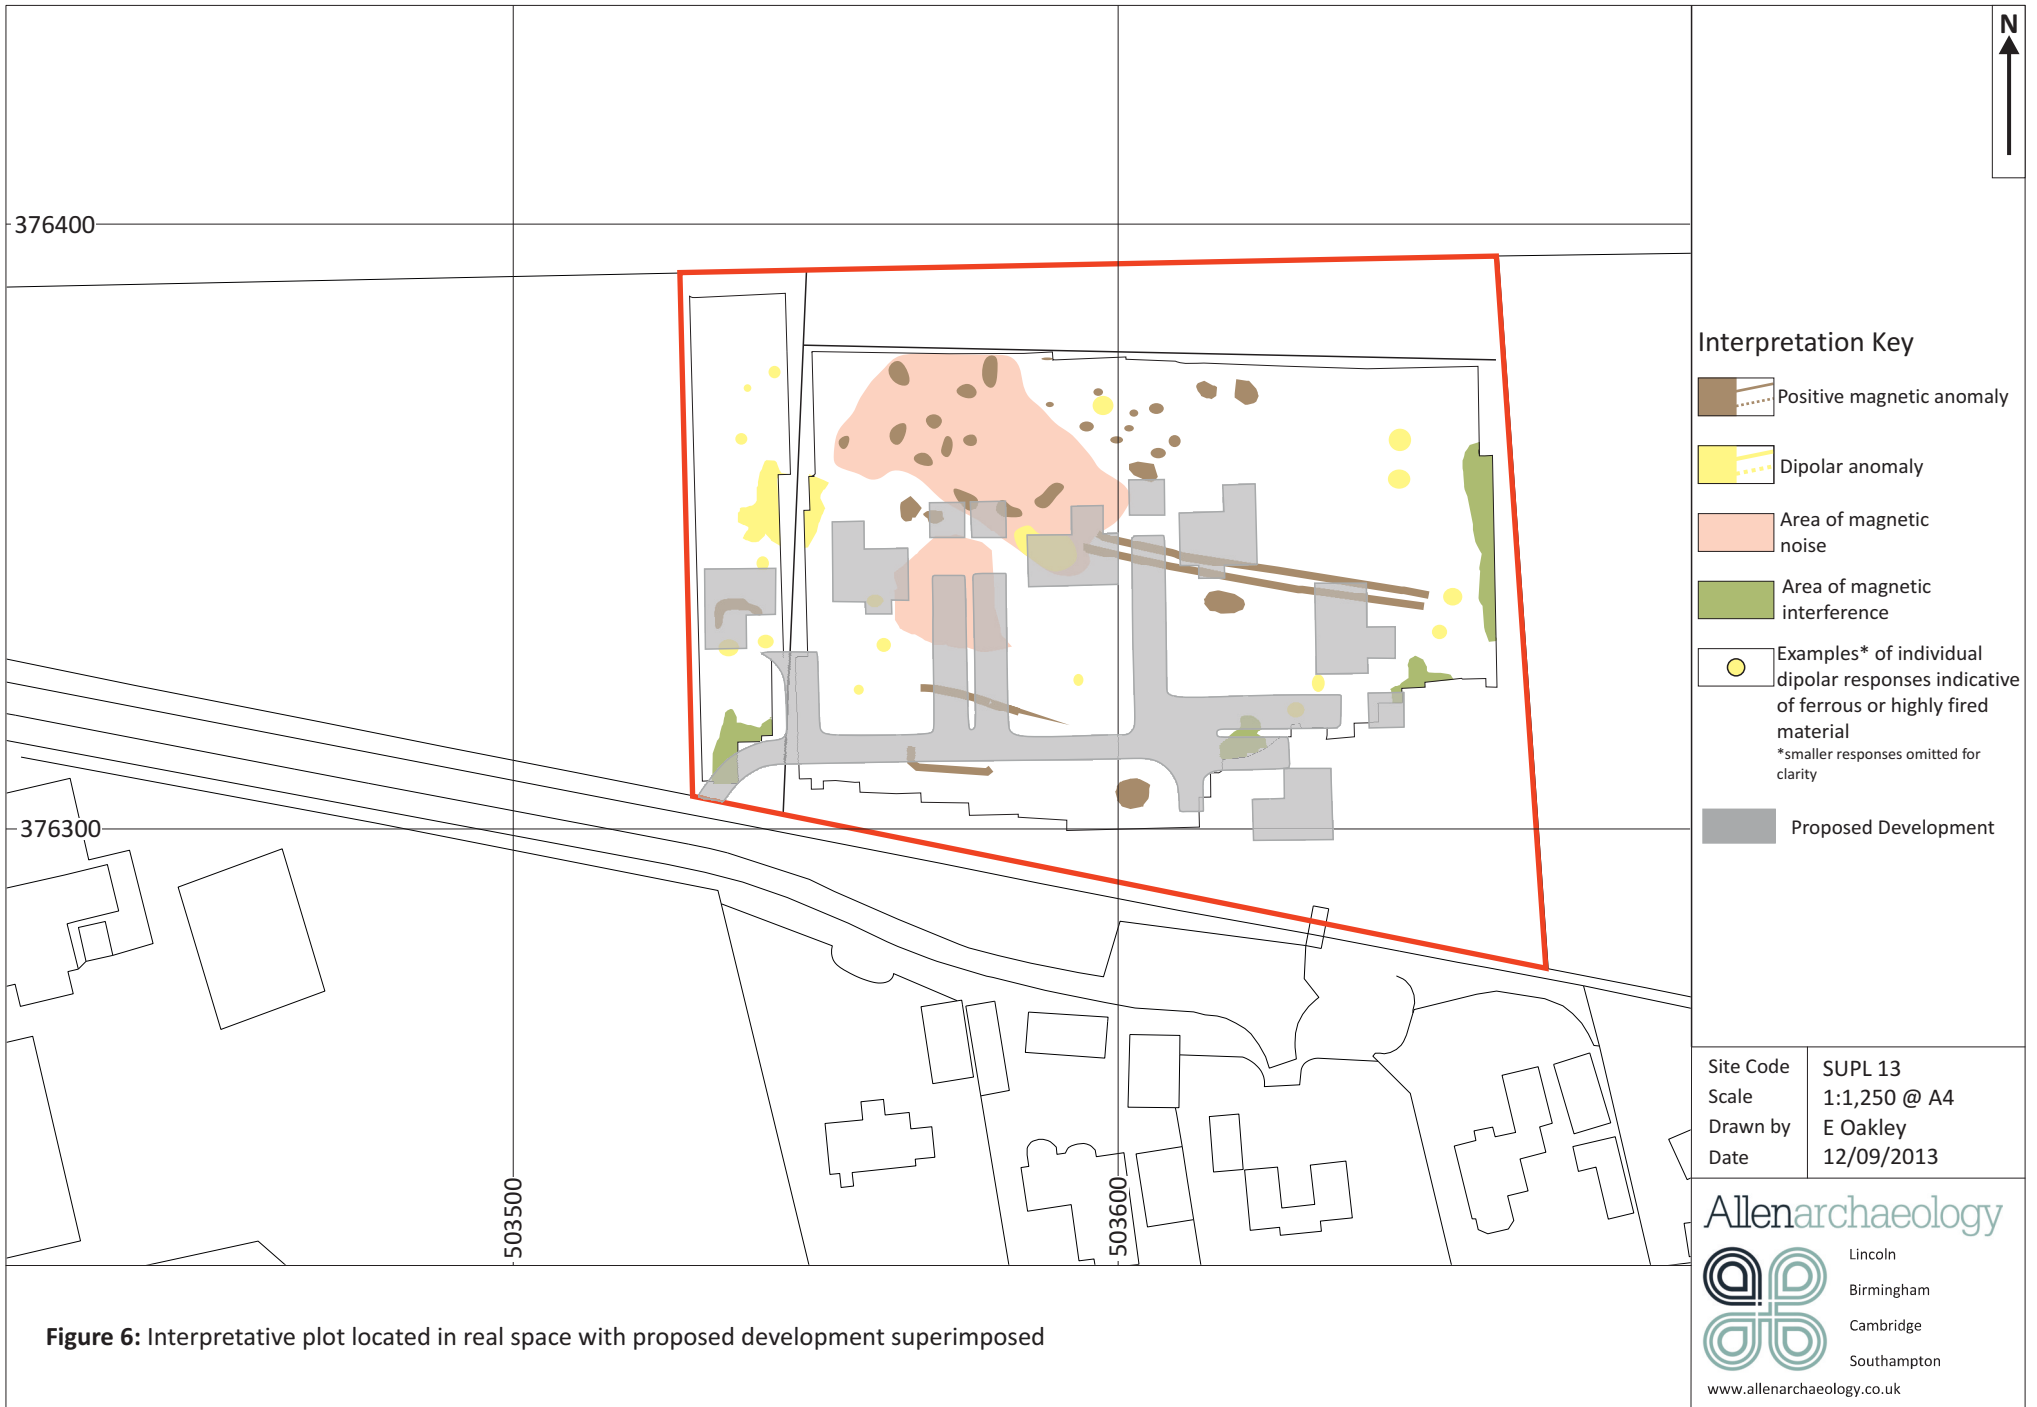 N
376400
376300
503500
503600
Interpretation Key
Positive magnetic anomaly
Dipolar anomaly
Area of magnetic
noise
Area of magnetic
interference
Examples* of individual
dipolar responses indicative
of ferrous or highly fired
material
*smaller responses omitted for
clarity
Proposed Development
Site Code SUPL 13
Scale 1:1,250 @ A4
Drawn by E Oakley
Date 12/09/2013
Allenarchaeology
Lincoln
Birmingham
Cambridge
Southampton
www.allenarchaeology.co.uk
Figure 6: Interpretative plot located in real space with proposed development superimposed